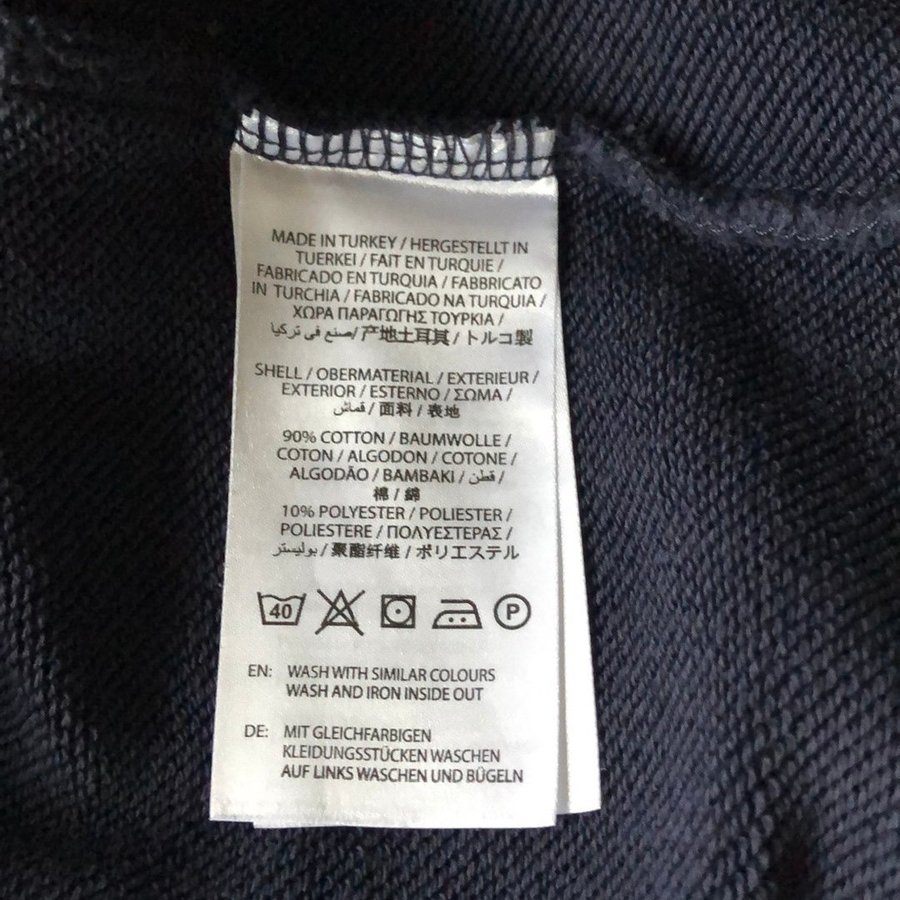 MADE IN TURKEY / HERGESTELLT IN
TUERKEI / FAIT EN TURQUIE /
FABRICADO EN TURQUIA / FABBRICATO
IN TURCHIA / FABRICADO NA TURQUIA /
ΧΩΡΑ ΠΑΡΑΓΩΓΗΣ ΤΟΥΡΚΙΑ /
صنع في تركيا / 产地土耳其 / トルコ製
SHELL / OBERMATERIAL / EXTERIEUR /
EXTERIOR / ESTERNO / ΣΩΜΑ /
قماش / 面料 / 表地
90% COTTON / BAUMWOLLE /
COTON / ALGODON / COTONE /
ALGODÃO / BAMBAKI / قطن /
棉 / 綿
10% POLYESTER / POLIESTER /
POLIESTERE / ΠΟΛΥΕΣΤΕΡΑΣ /
بوليستر / 聚酯纤维 / ポリエステル
40 P
EN: WASH WITH SIMILAR COLOURS
WASH AND IRON INSIDE OUT
DE: MIT GLEICHFARBIGEN
KLEIDUNGSSTÜCKEN WASCHEN
AUF LINKS WASCHEN UND BÜGELN